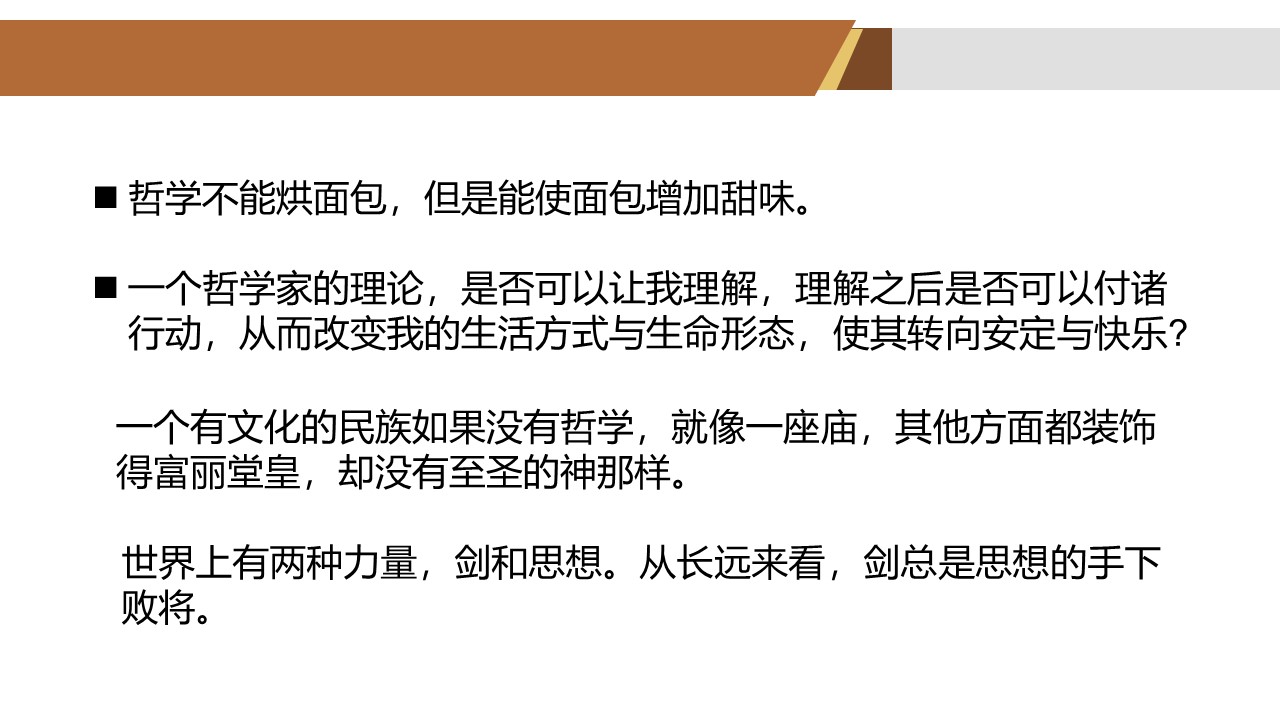 ■ 哲学不能烘面包，但是能使面包增加甜味。
■ 一个哲学家的理论，是否可以让我理解，理解之后是否可以付诸
行动，从而改变我的生活方式与生命形态，使其转向安定与快乐？
一个有文化的民族如果没有哲学，就像一座庙，其他方面都装饰
得富丽堂皇，却没有至圣的神那样。
世界上有两种力量，剑和思想。从长远来看，剑总是思想的手下
败将。